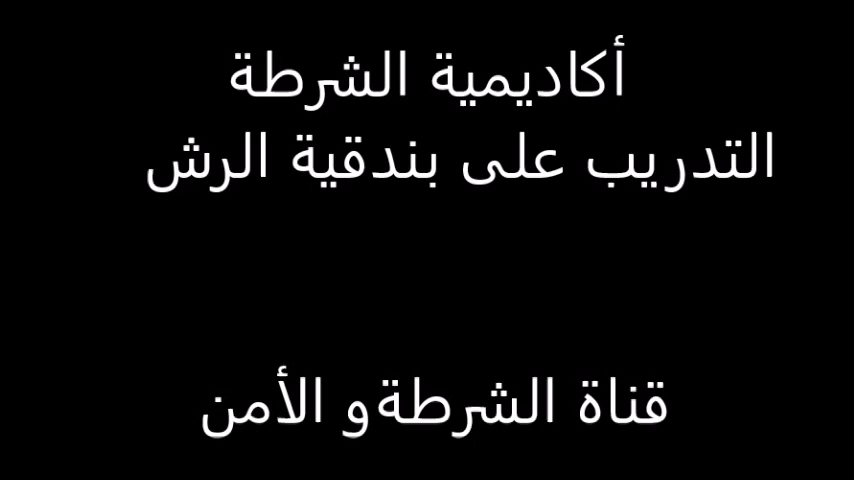 أكاديمية الشرطة
التدريب على بندقية الرش
قناة الشرطةو الأمن